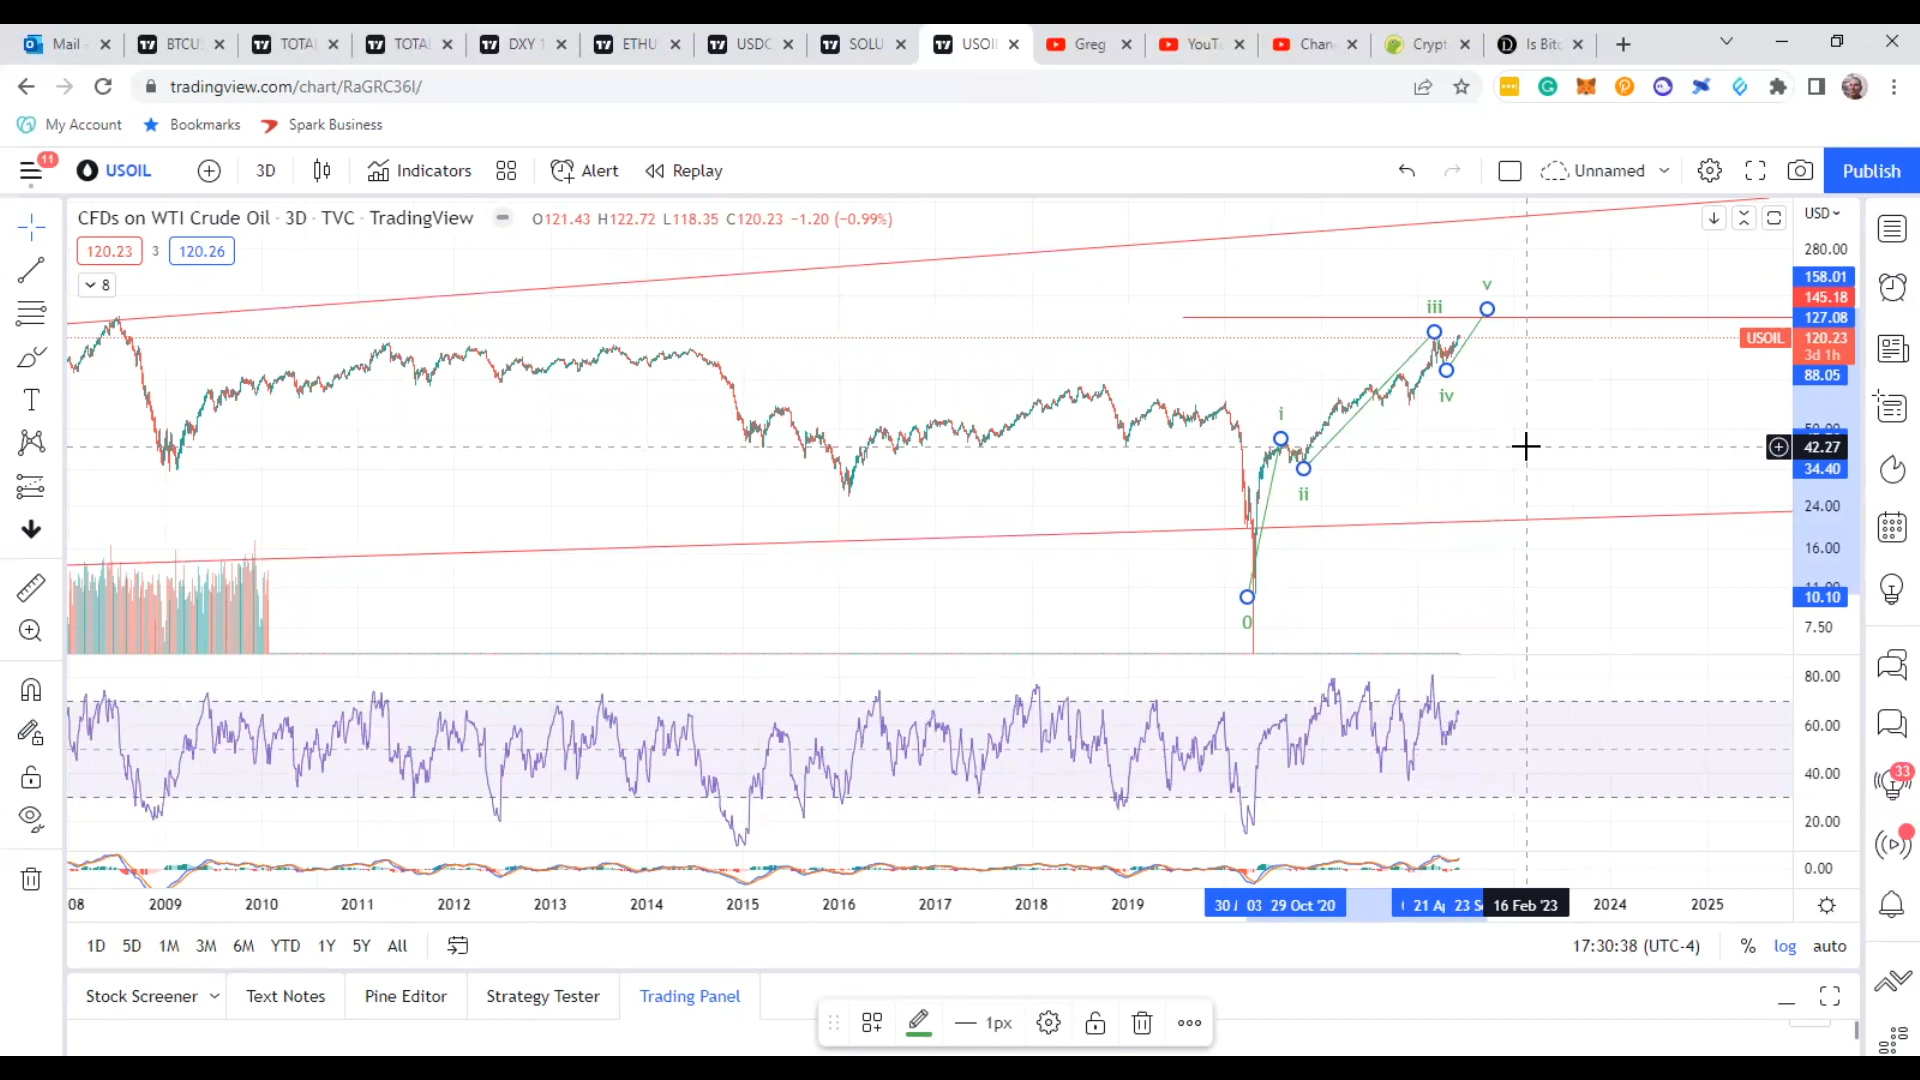 Mail BTCU TOTA TOTAL DXY 1 ETHU USDC SOLU USOIL Greg YouTu Chan Crypt Is Bitc
tradingview.com/chart/RaGRC36I/
My Account Bookmarks Spark Business
11 USOIL 3D Indicators Alert Replay Unnamed Publish
CFDs on WTI Crude Oil · 3D · TVC · TradingView O121.43 H122.72 L118.35 C120.23 −1.20 (−0.99%) USD
120.23 3 120.26
8
280.00
158.01
145.18
127.08
USOIL 120.23
3d 1h
88.05
42.27
34.40
24.00
16.00
10.10
7.50
v
iii
iv
i
ii
0
80.00
60.00
40.00
20.00
0.00
33
08 2009 2010 2011 2012 2013 2014 2015 2016 2017 2018 2019 03 29 Oct '20 16 Feb '23 2024 2025
1D 5D 1M 3M 6M YTD 1Y 5Y All 17:30:38 (UTC-4) % log auto
Stock Screener Text Notes Pine Editor Strategy Tester Trading Panel
1px